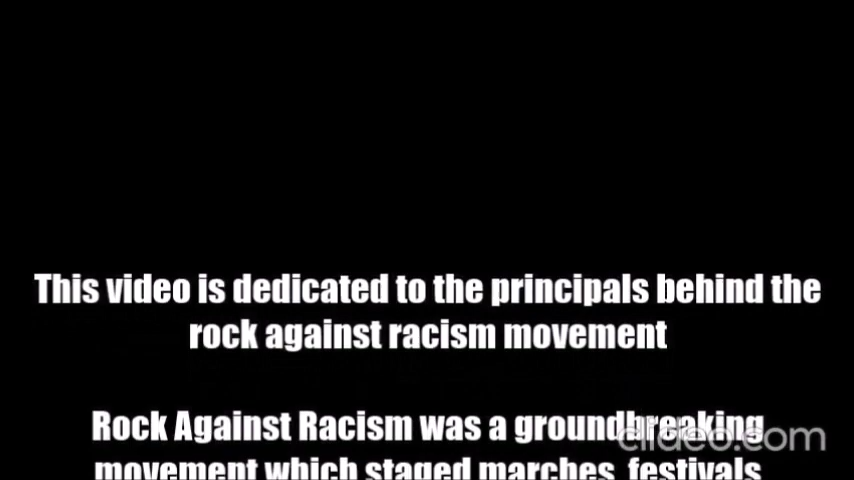 This video is dedicated to the principals behind the
rock against racism movement
Rock Against Racism was a groundbreaking
clideo.com
movement which staged marches, festivals